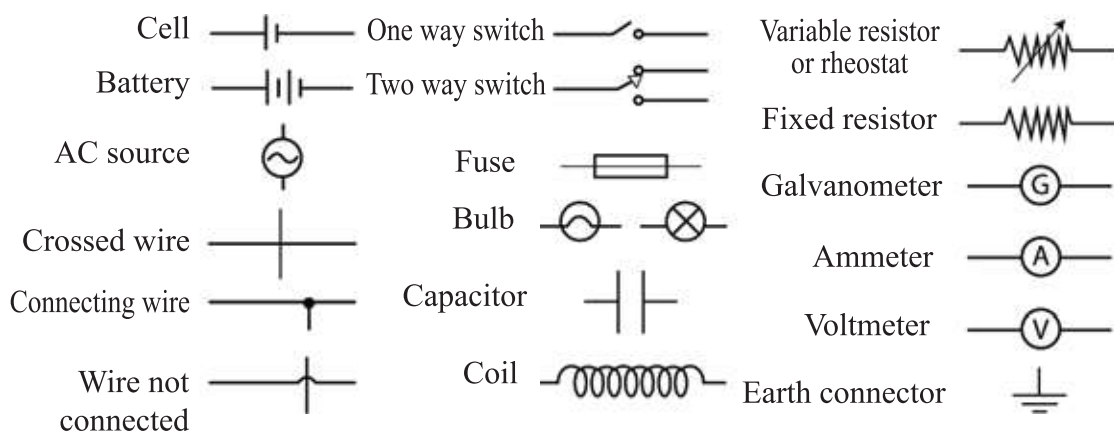 Cell
Battery
AC source
Crossed wire
Connecting wire
Wire not
connected
One way switch
Two way switch
Fuse
Bulb
Capacitor
Coil
Variable resistor
or rheostat
Fixed resistor
Galvanometer
G
Ammeter
A
Voltmeter
V
Earth connector